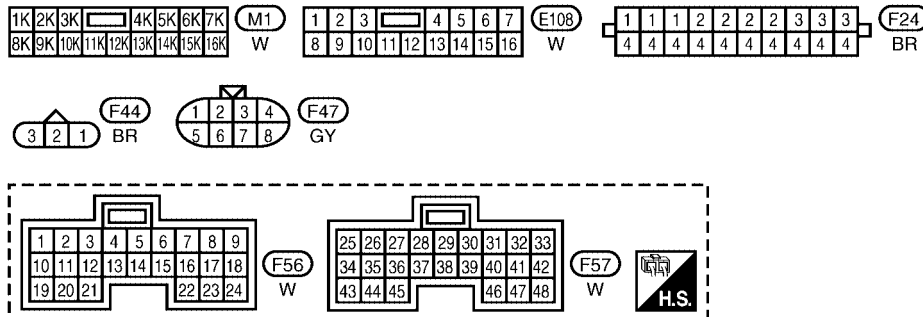 1K 2K 3K 4K 5K 6K 7K M1
8K 9K 10K 11K 12K 13K 14K 15K 16K W
1 2 3 4 5 6 7 E108
8 9 10 11 12 13 14 15 16 W
1 1 1 2 2 2 2 3 3 3 F24
4 4 4 4 4 4 4 4 4 4 BR
3 2 1 F44
BR
1 2 3 4 F47
5 6 7 8 GY
1 2 3 4 5 6 7 8 9
10 11 12 13 14 15 16 17 18 F56
19 20 21 22 23 24 W
25 26 27 28 29 30 31 32 33
34 35 36 37 38 39 40 41 42 F57
43 44 45 46 47 48 W
H.S.